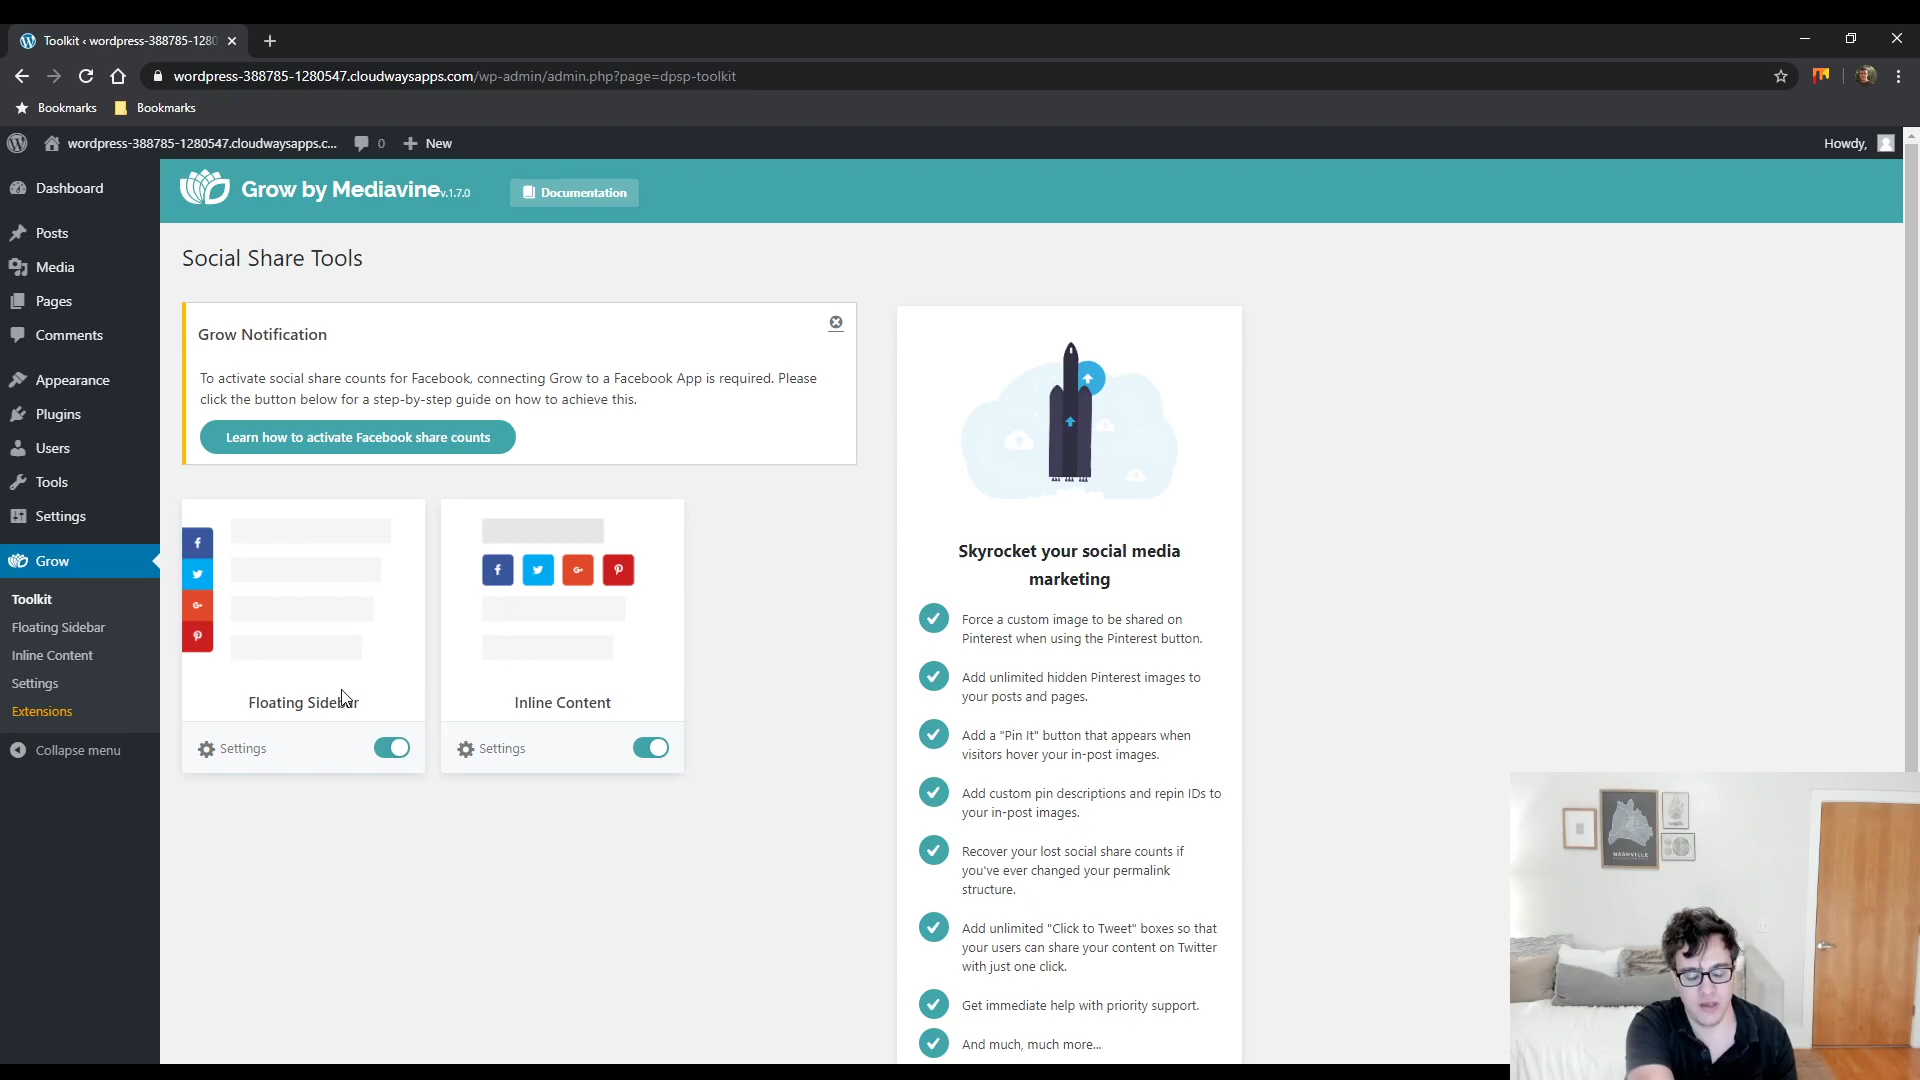 Toolkit ‹ wordpress-388785-1280
wordpress-388785-1280547.cloudwaysapps.com/wp-admin/admin.php?page=dpsp-toolkit
Bookmarks
Bookmarks
wordpress-388785-1280547.cloudwaysapps.c...
0
New
Howdy,
Dashboard
Posts
Media
Pages
Comments
Appearance
Plugins
Users
Tools
Settings
Grow
Toolkit
Floating Sidebar
Inline Content
Settings
Extensions
Collapse menu
Grow by Mediavine v.1.7.0
Documentation
Social Share Tools
Grow Notification
To activate social share counts for Facebook, connecting Grow to a Facebook App is required. Please
click the button below for a step-by-step guide on how to achieve this.
Learn how to activate Facebook share counts
Floating Sidebar
Settings
Inline Content
Settings
Skyrocket your social media
marketing
Force a custom image to be shared on
Pinterest when using the Pinterest button.
Add unlimited hidden Pinterest images to
your posts and pages.
Add a "Pin It" button that appears when
visitors hover your in-post images.
Add custom pin descriptions and repin IDs to
your in-post images.
Recover your lost social share counts if
you've ever changed your permalink
structure.
Add unlimited "Click to Tweet" boxes so that
your users can share your content on Twitter
with just one click.
Get immediate help with priority support.
And much, much more...
NASHVILLE